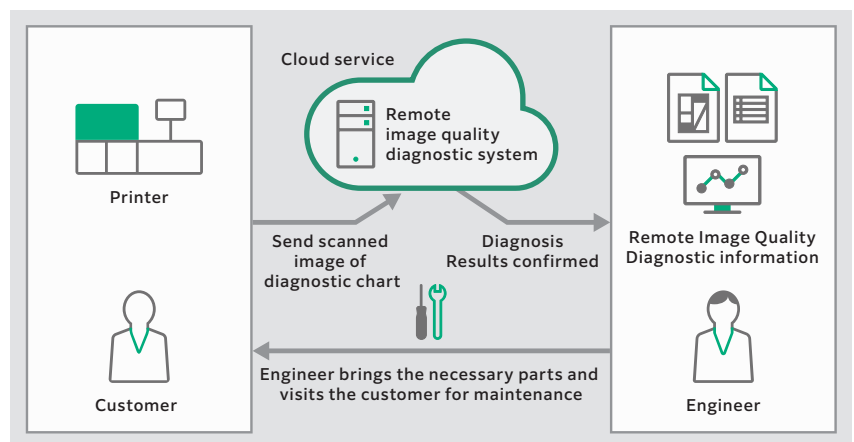 Cloud service
Remote
image quality
diagnostic system
Printer
Send scanned
image of
diagnostic chart
Diagnosis
Results confirmed
Remote Image Quality
Diagnostic information
Engineer brings the necessary parts and
visits the customer for maintenance
Customer
Engineer